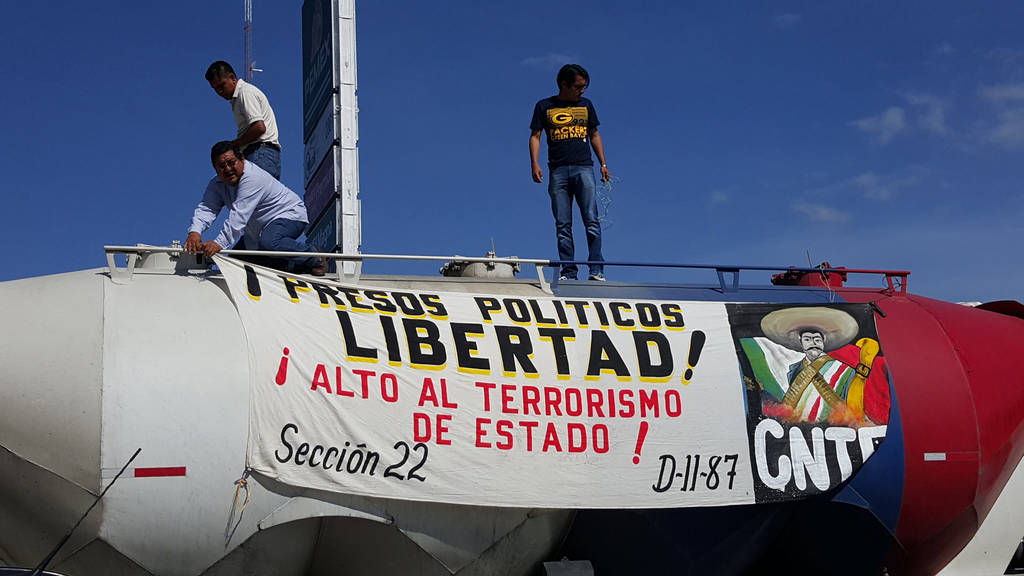 PACKERS
GREEN BAY
¡PRESOS POLITICOS
LIBERTAD!
¡ALTO AL TERRORISMO
DE ESTADO!
Sección 22
D-II-87
CNTE